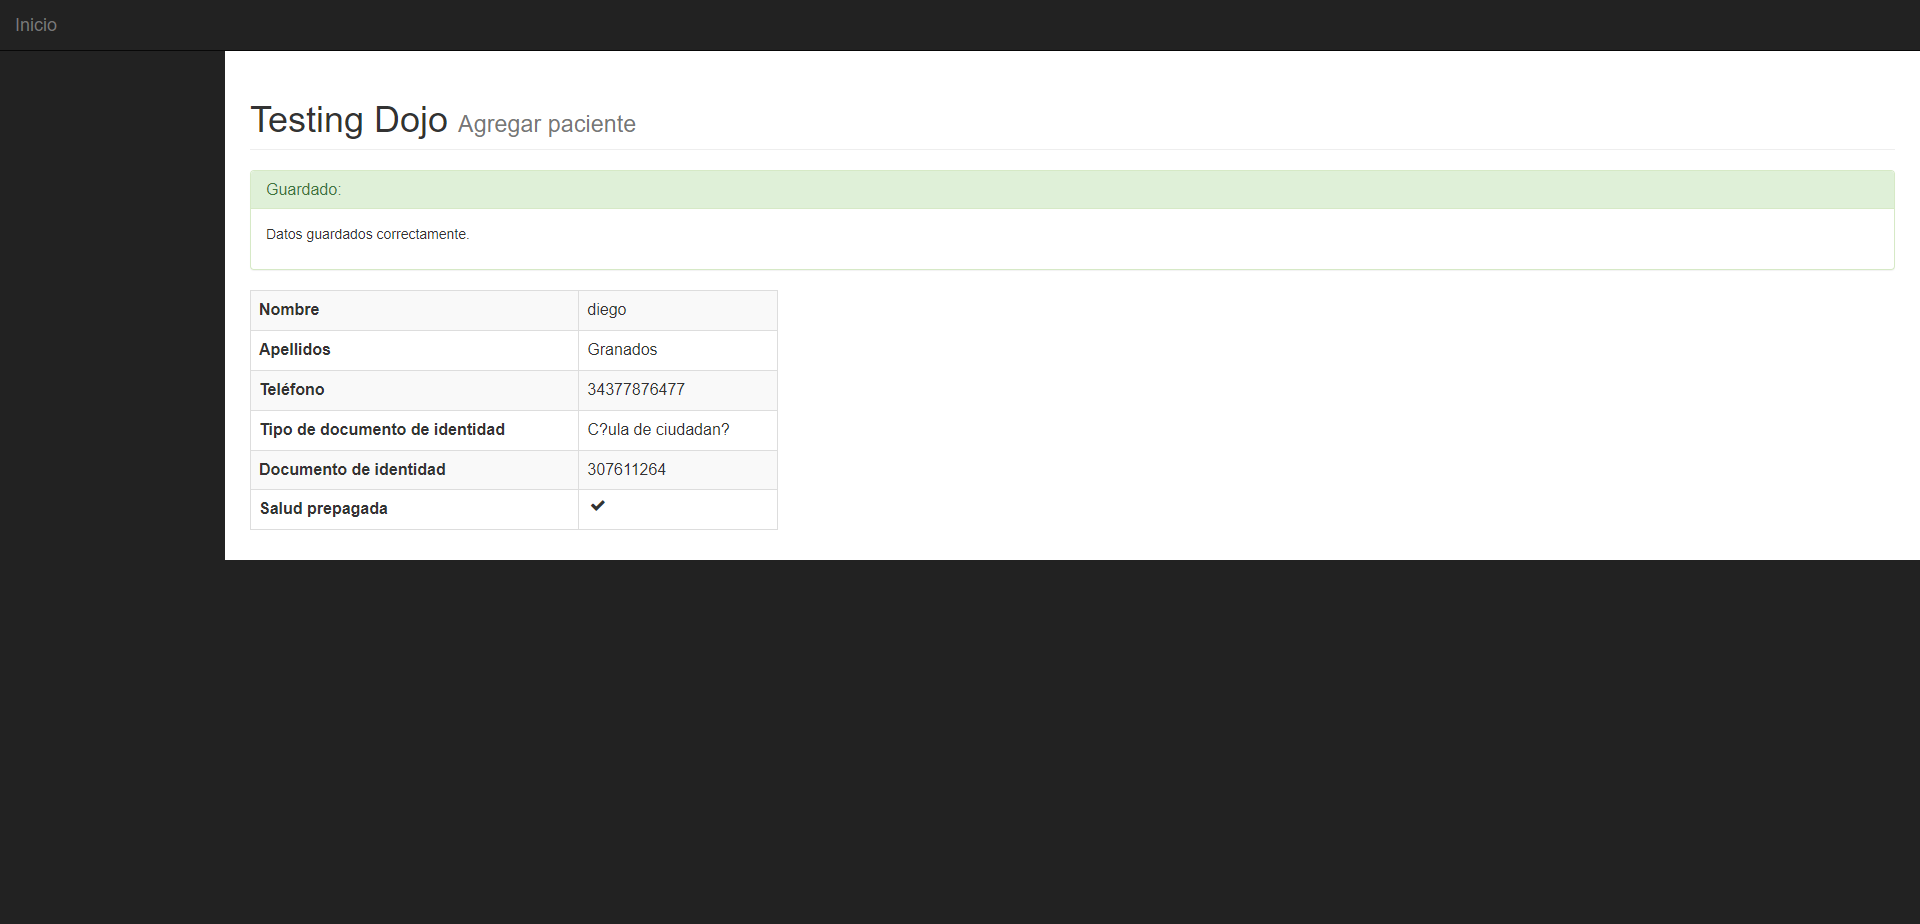 Inicio
Testing Dojo Agregar paciente
Guardado:
Datos guardados correctamente.
Nombre diego
Apellidos Granados
Teléfono 34377876477
Tipo de documento de identidad C?ula de ciudadan?
Documento de identidad 307611264
Salud prepagada